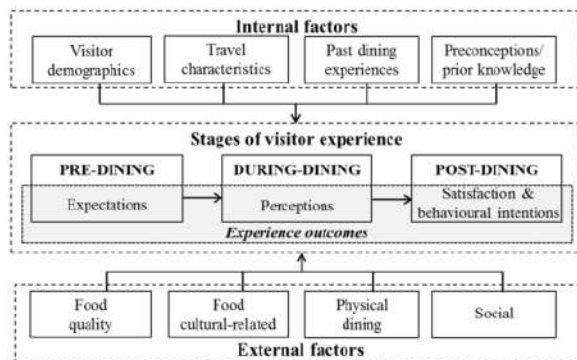 Internal factors
Visitor demographics
Travel characteristics
Past dining experiences
Preconceptions/ prior knowledge
Stages of visitor experience
PRE-DINING
DURING-DINING
POST-DINING
Expectations
Perceptions
Satisfaction & behavioural intentions
Experience outcomes
Food quality
Food cultural-related
Physical dining
Social
External factors